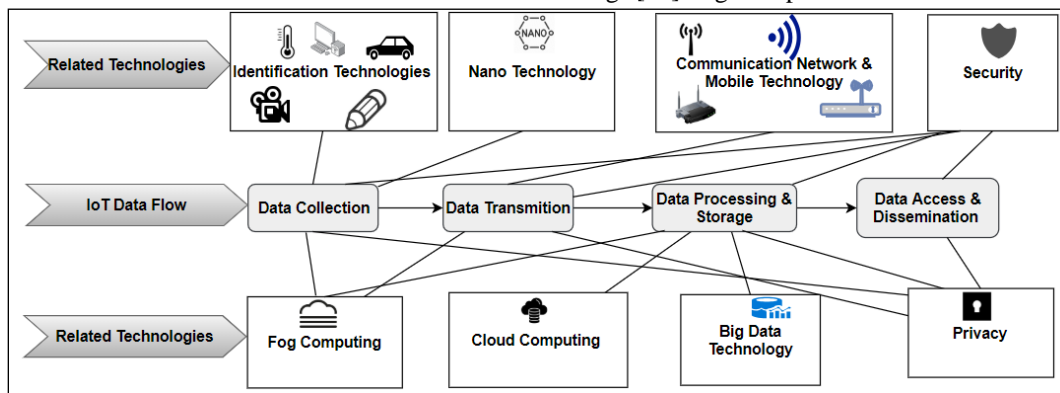 Related Technologies
Identification Technologies
NANO
Nano Technology
Communication Network &
Mobile Technology
Security
IoT Data Flow
Data Collection
Data Transmition
Data Processing &
Storage
Data Access &
Dissemination
Related Technologies
Fog Computing
Cloud Computing
Big Data
Technology
Privacy